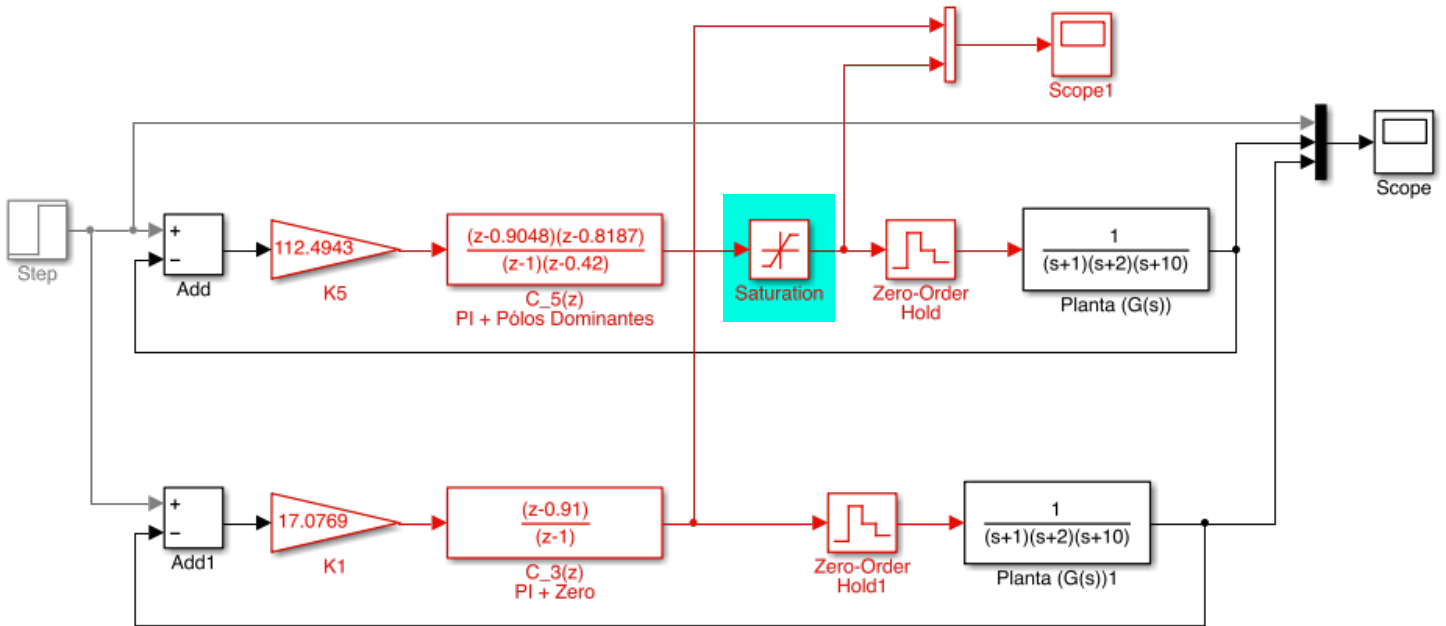 Scope1
Scope
Step
+
−
Add
112.4943
K5
(z-0.9048)(z-0.8187)
(z-1)(z-0.42)
C_5(z)
PI + Pólos Dominantes
Saturation
Zero-Order
Hold
1
(s+1)(s+2)(s+10)
Planta (G(s))
+
−
Add1
17.0769
K1
(z-0.91)
(z-1)
C_3(z)
PI + Zero
Zero-Order
Hold1
1
(s+1)(s+2)(s+10)
Planta (G(s))1